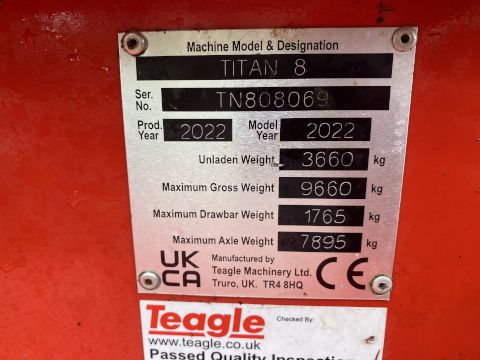 Machine Model & Designation
TITAN 8
Ser. No. TN808069
Prod. Year 2022 Model Year 2022
Unladen Weight 3660 kg
Maximum Gross Weight 9660 kg
Maximum Drawbar Weight 1765 kg
Maximum Axle Weight 7895 kg
UK CA Manufactured by CE
Teagle Machinery Ltd.
Truro, UK. TR4 8HQ
Teagle Checked By:
www.teagle.co.uk
Passed Quality Inspection